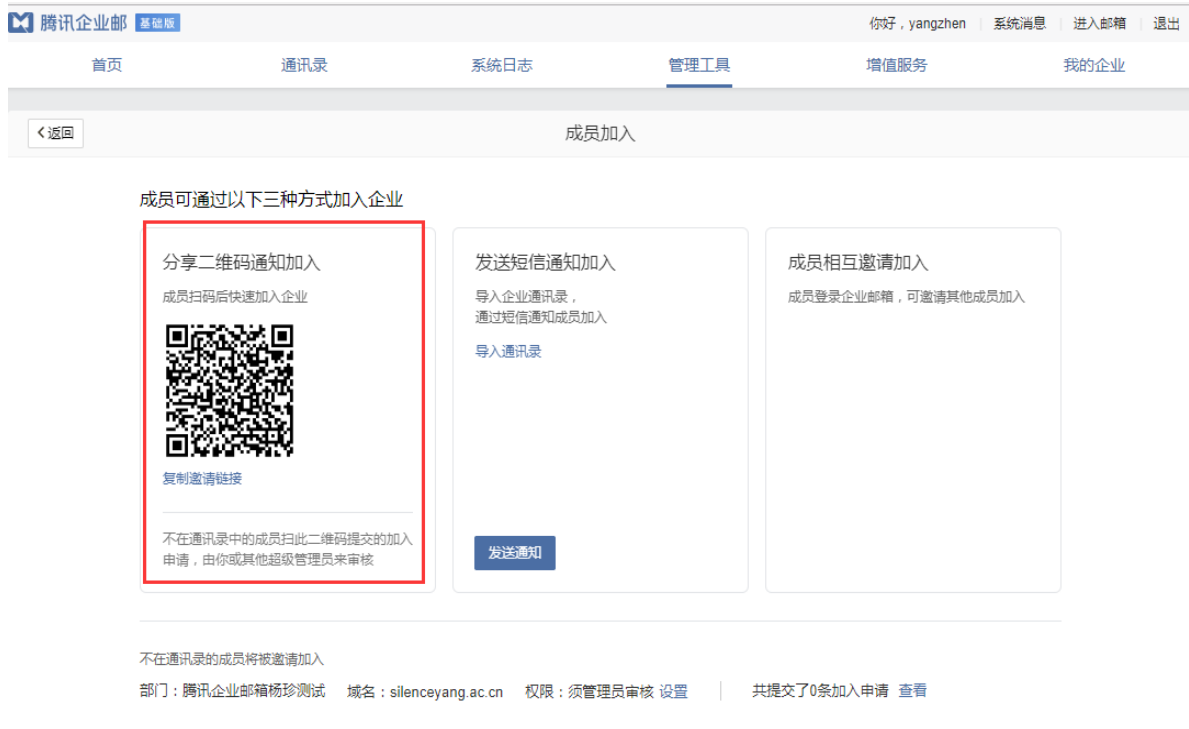 腾讯企业邮 基础版 你好，yangzhen 系统消息 进入邮箱 退出
首页 通讯录 系统日志 管理工具 增值服务 我的企业
返回 成员加入
成员可通过以下三种方式加入企业
分享二维码通知加入
成员扫码后快速加入企业
复制邀请链接
不在通讯录中的成员扫此二维码提交的加入
申请，由你或其他超级管理员来审核
发送短信通知加入
导入企业通讯录，
通过短信通知成员加入
导入通讯录
发送通知
成员相互邀请加入
成员登录企业邮箱，可邀请其他成员加入
不在通讯录的成员将被邀请加入
部门：腾讯企业邮箱杨珍测试 域名：silenceyang.ac.cn 权限：须管理员审核 设置 共提交了0条加入申请 查看